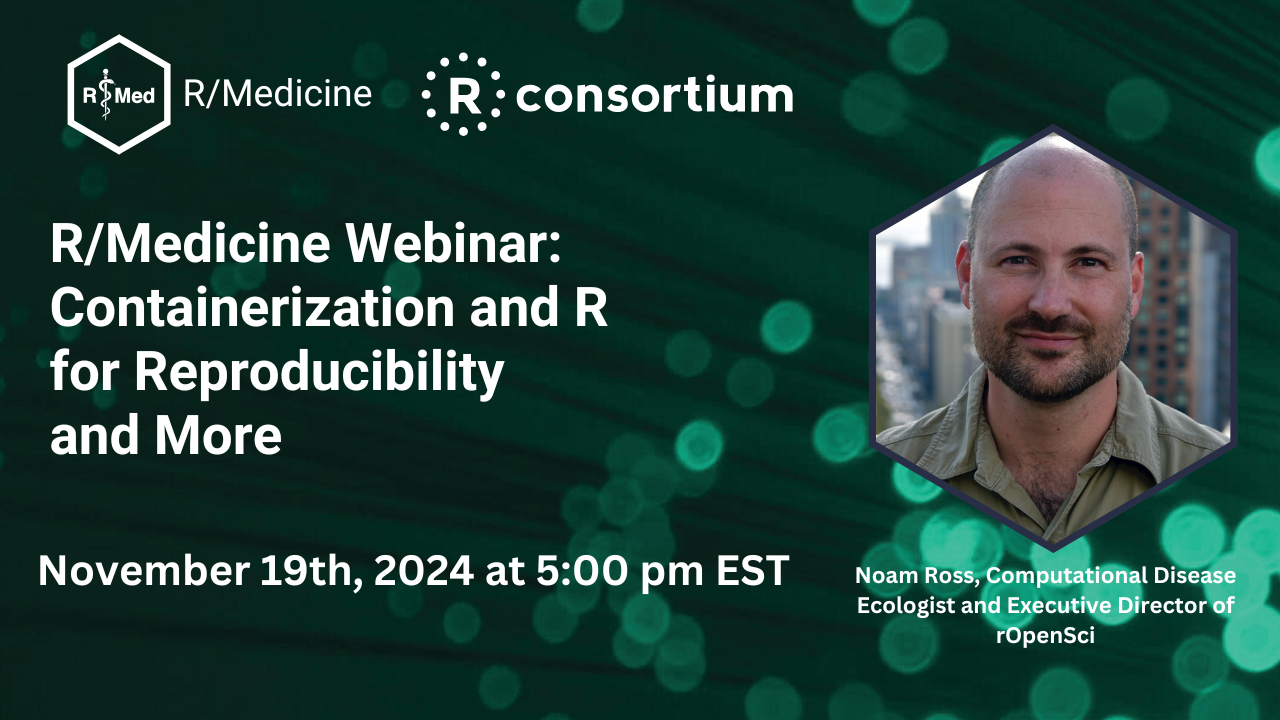 R Med R/Medicine
R consortium
R/Medicine Webinar:
Containerization and R
for Reproducibility
and More
November 19th, 2024 at 5:00 pm EST
Noam Ross, Computational Disease
Ecologist and Executive Director of
rOpenSci